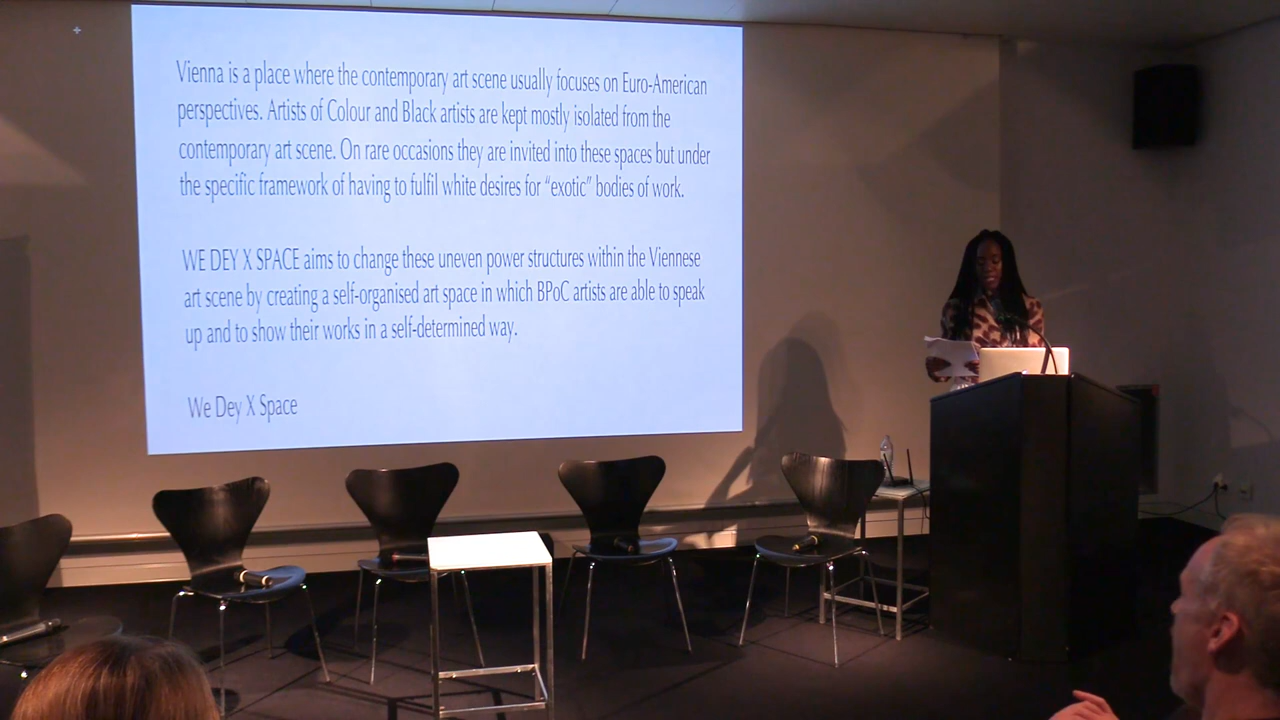 Vienna is a place where the contemporary art scene usually focuses on Euro-American
perspectives. Artists of Colour and Black artists are kept mostly isolated from the
contemporary art scene. On rare occasions they are invited into these spaces but under
the specific framework of having to fulfil white desires for “exotic” bodies of work.
WE DEY X SPACE aims to change these uneven power structures within the Viennese
art scene by creating a self-organised art space in which BPoC artists are able to speak
up and to show their works in a self-determined way.
We Dey X Space